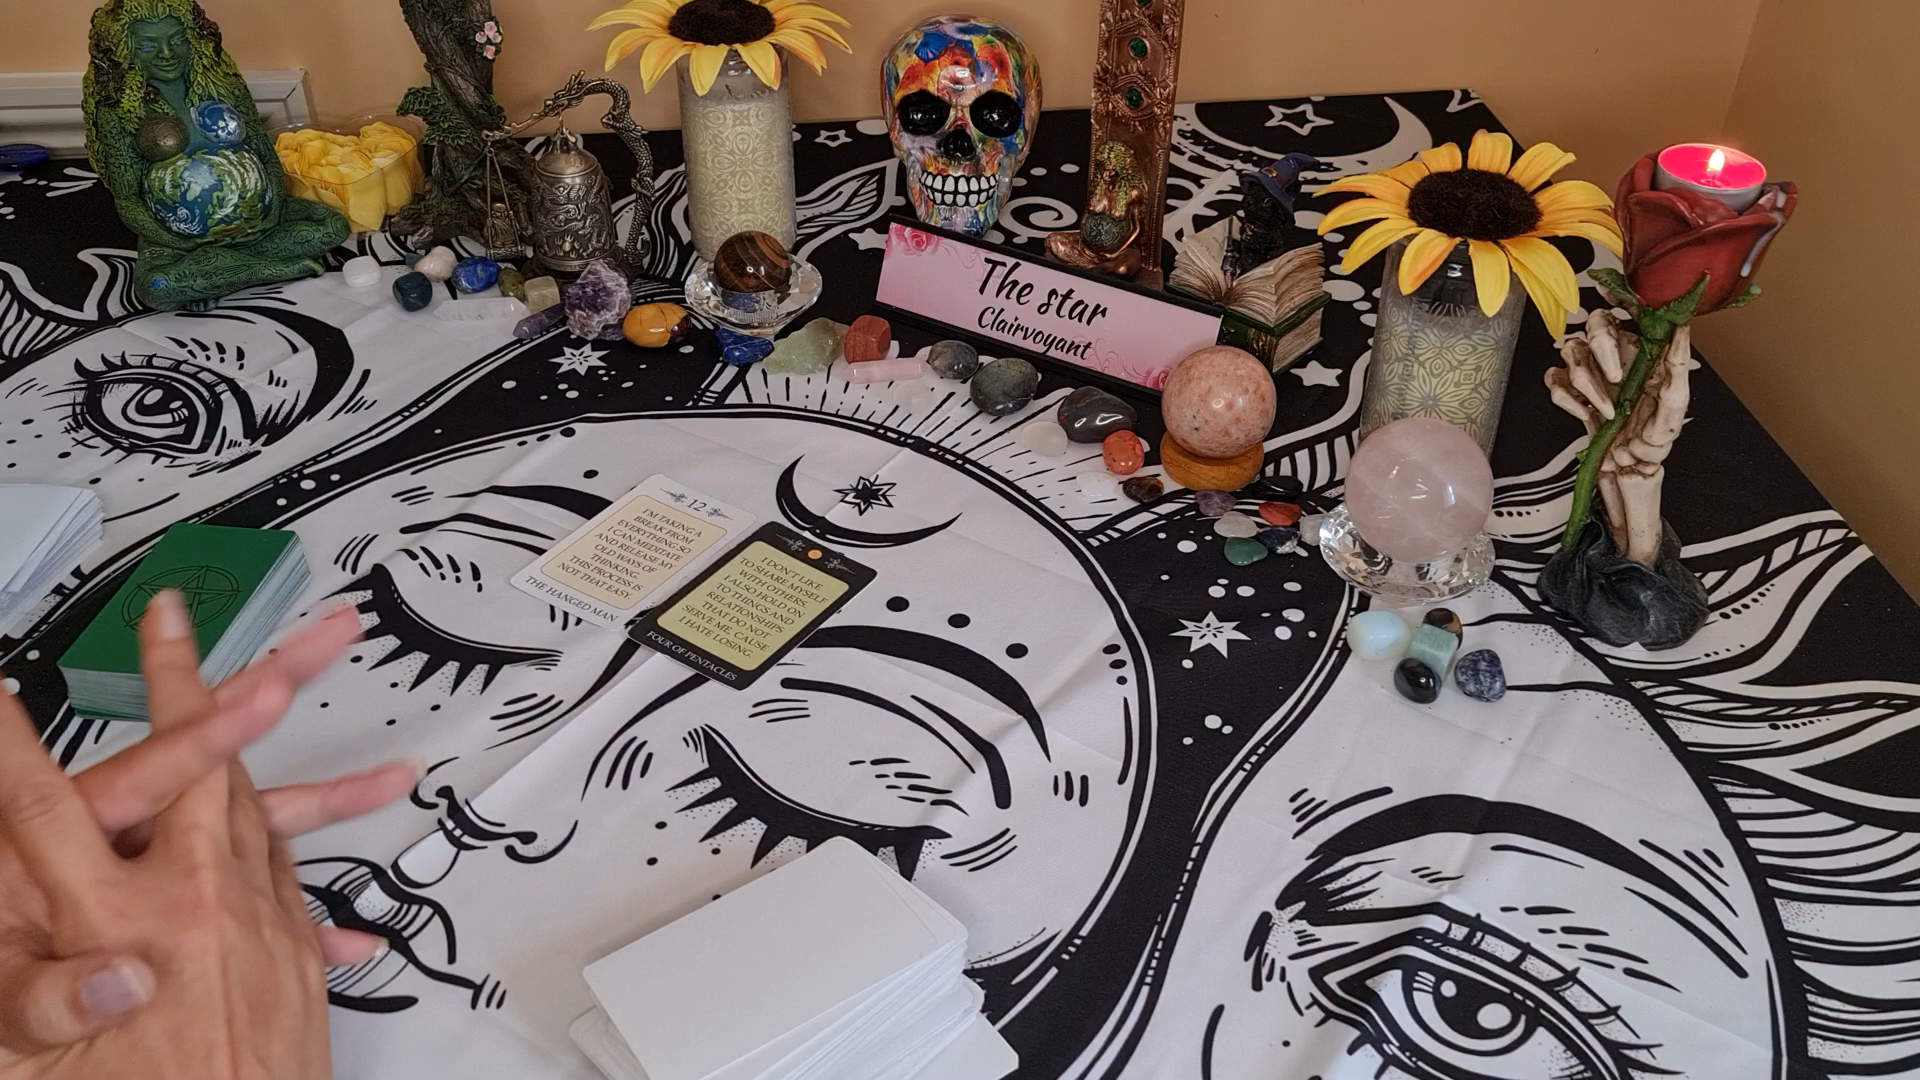 The star
Clairvoyant
12
I'M TAKING A
BREAK FROM
EVERYTHING SO
I CAN MEDITATE
AND RELEASE MY
OLD WAYS OF
THINKING.
THIS PROCESS IS
NOT THAT EASY.
THE HANGED MAN
I DON'T LIKE
TO SHARE MYSELF
WITH OTHERS.
I ALSO HOLD ON
TO THINGS AND
RELATIONSHIPS
THAT DO NOT
SERVE ME, CAUSE
I HATE LOSING.
FOUR OF PENTACLES